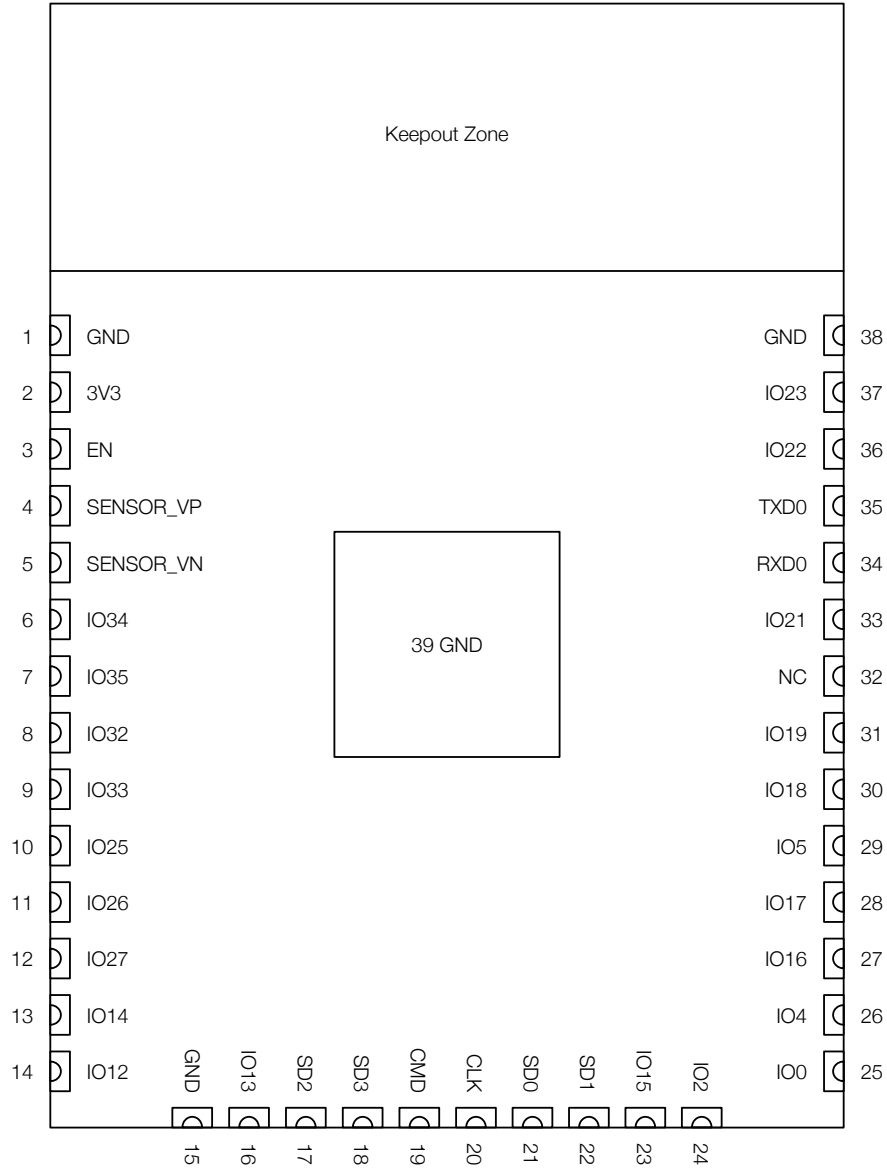 Keepout Zone
1 GND GND 38
2 3V3 IO23 37
3 EN IO22 36
4 SENSOR_VP TXD0 35
5 SENSOR_VN RXD0 34
6 IO34 IO21 33
39 GND
7 IO35 NC 32
8 IO32 IO19 31
9 IO33 IO18 30
10 IO25 IO5 29
11 IO26 IO17 28
12 IO27 IO16 27
13 IO14 IO4 26
14 IO12 IO0 25
GND IO13 SD2 SD3 CMD CLK SD0 SD1 IO15 IO2
15 16 17 18 19 20 21 22 23 24